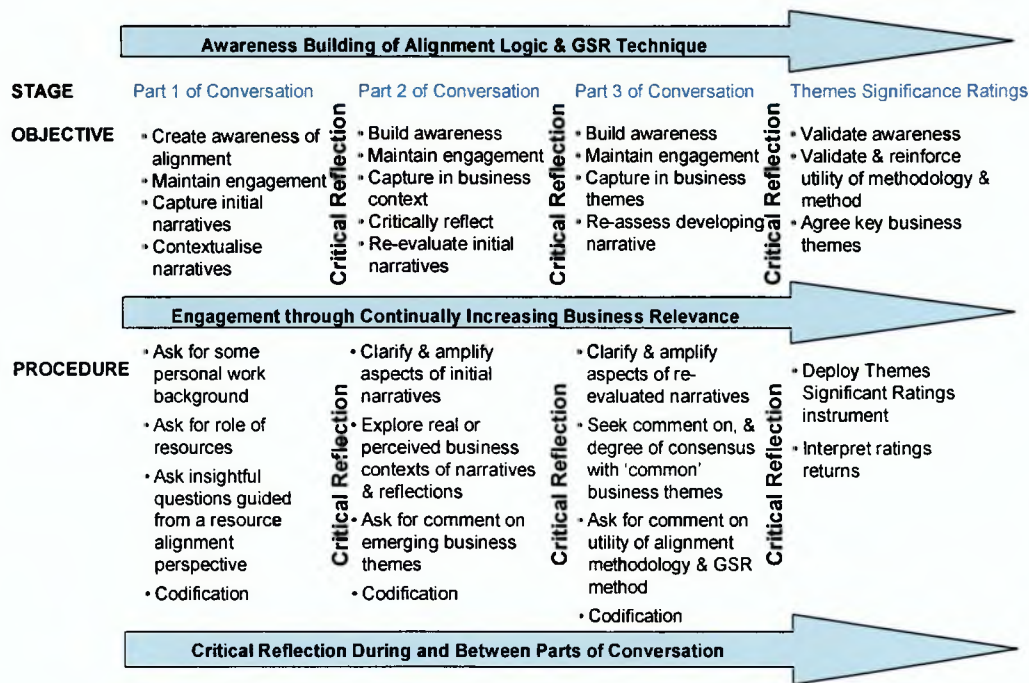 Awareness Building of Alignment Logic & GSR Technique
STAGE
Part 1 of Conversation
Part 2 of Conversation
Part 3 of Conversation
Themes Significance Ratings
OBJECTIVE
• Create awareness of
alignment
• Maintain engagement
• Capture initial
narratives
• Contextualise
narratives
Critical Reflection
• Build awareness
• Maintain engagement
• Capture in business
context
• Critically reflect
• Re-evaluate initial
narratives
Critical Reflection
• Build awareness
• Maintain engagement
• Capture in business
themes
• Re-assess developing
narrative
Critical Reflection
• Validate awareness
• Validate & reinforce
utility of methodology &
method
• Agree key business
themes
Engagement through Continually Increasing Business Relevance
PROCEDURE
• Ask for some
personal work
background
• Ask for role of
resources
• Ask insightful
questions guided
from a resource
alignment
perspective
• Codification
Critical Reflection
• Clarify & amplify
aspects of initial
narratives
• Explore real or
perceived business
contexts of narratives
& reflections
• Ask for comment on
emerging business
themes
• Codification
Critical Reflection
• Clarify & amplify
aspects of re-
evaluated narratives
• Seek comment on, &
degree of consensus
with 'common'
business themes
• Ask for comment on
utility of alignment
methodology & GSR
method
• Codification
Critical Reflection
• Deploy Themes
Significant Ratings
instrument
• Interpret ratings
returns
Critical Reflection During and Between Parts of Conversation